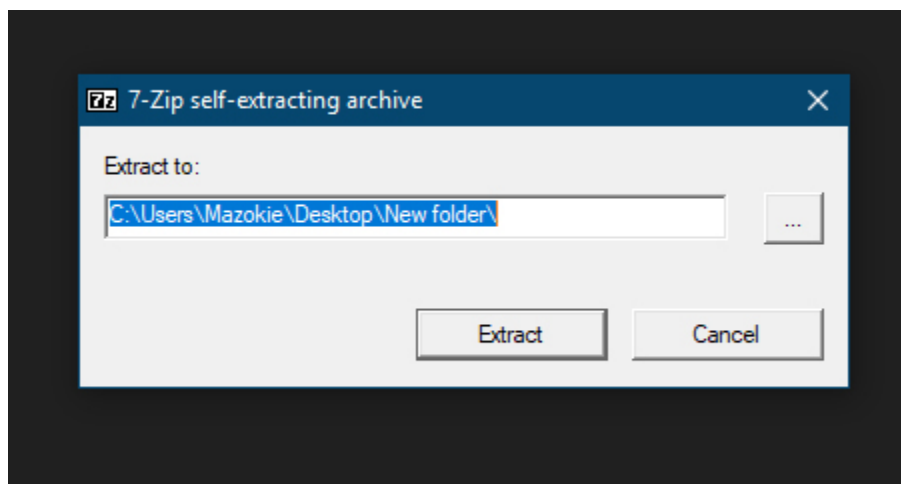 7z 7-Zip self-extracting archive
Extract to:
C:\Users\Mazokie\Desktop\New folder\
...
Extract Cancel